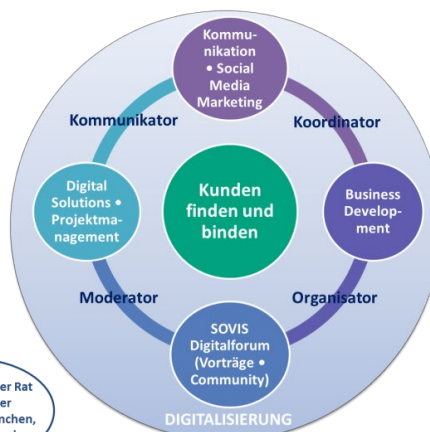 Kommu-
nikation
• Social
Media
Marketing
Kommunikator
Koordinator
Digital
Solutions •
Projektma-
nagement
Kunden
finden und
binden
Business
Develop-
ment
Moderator
Organisator
SOVIS
Digitalforum
(Vorträge •
Community)
er Rat
er
nchen,
DIGITALISIERUNG